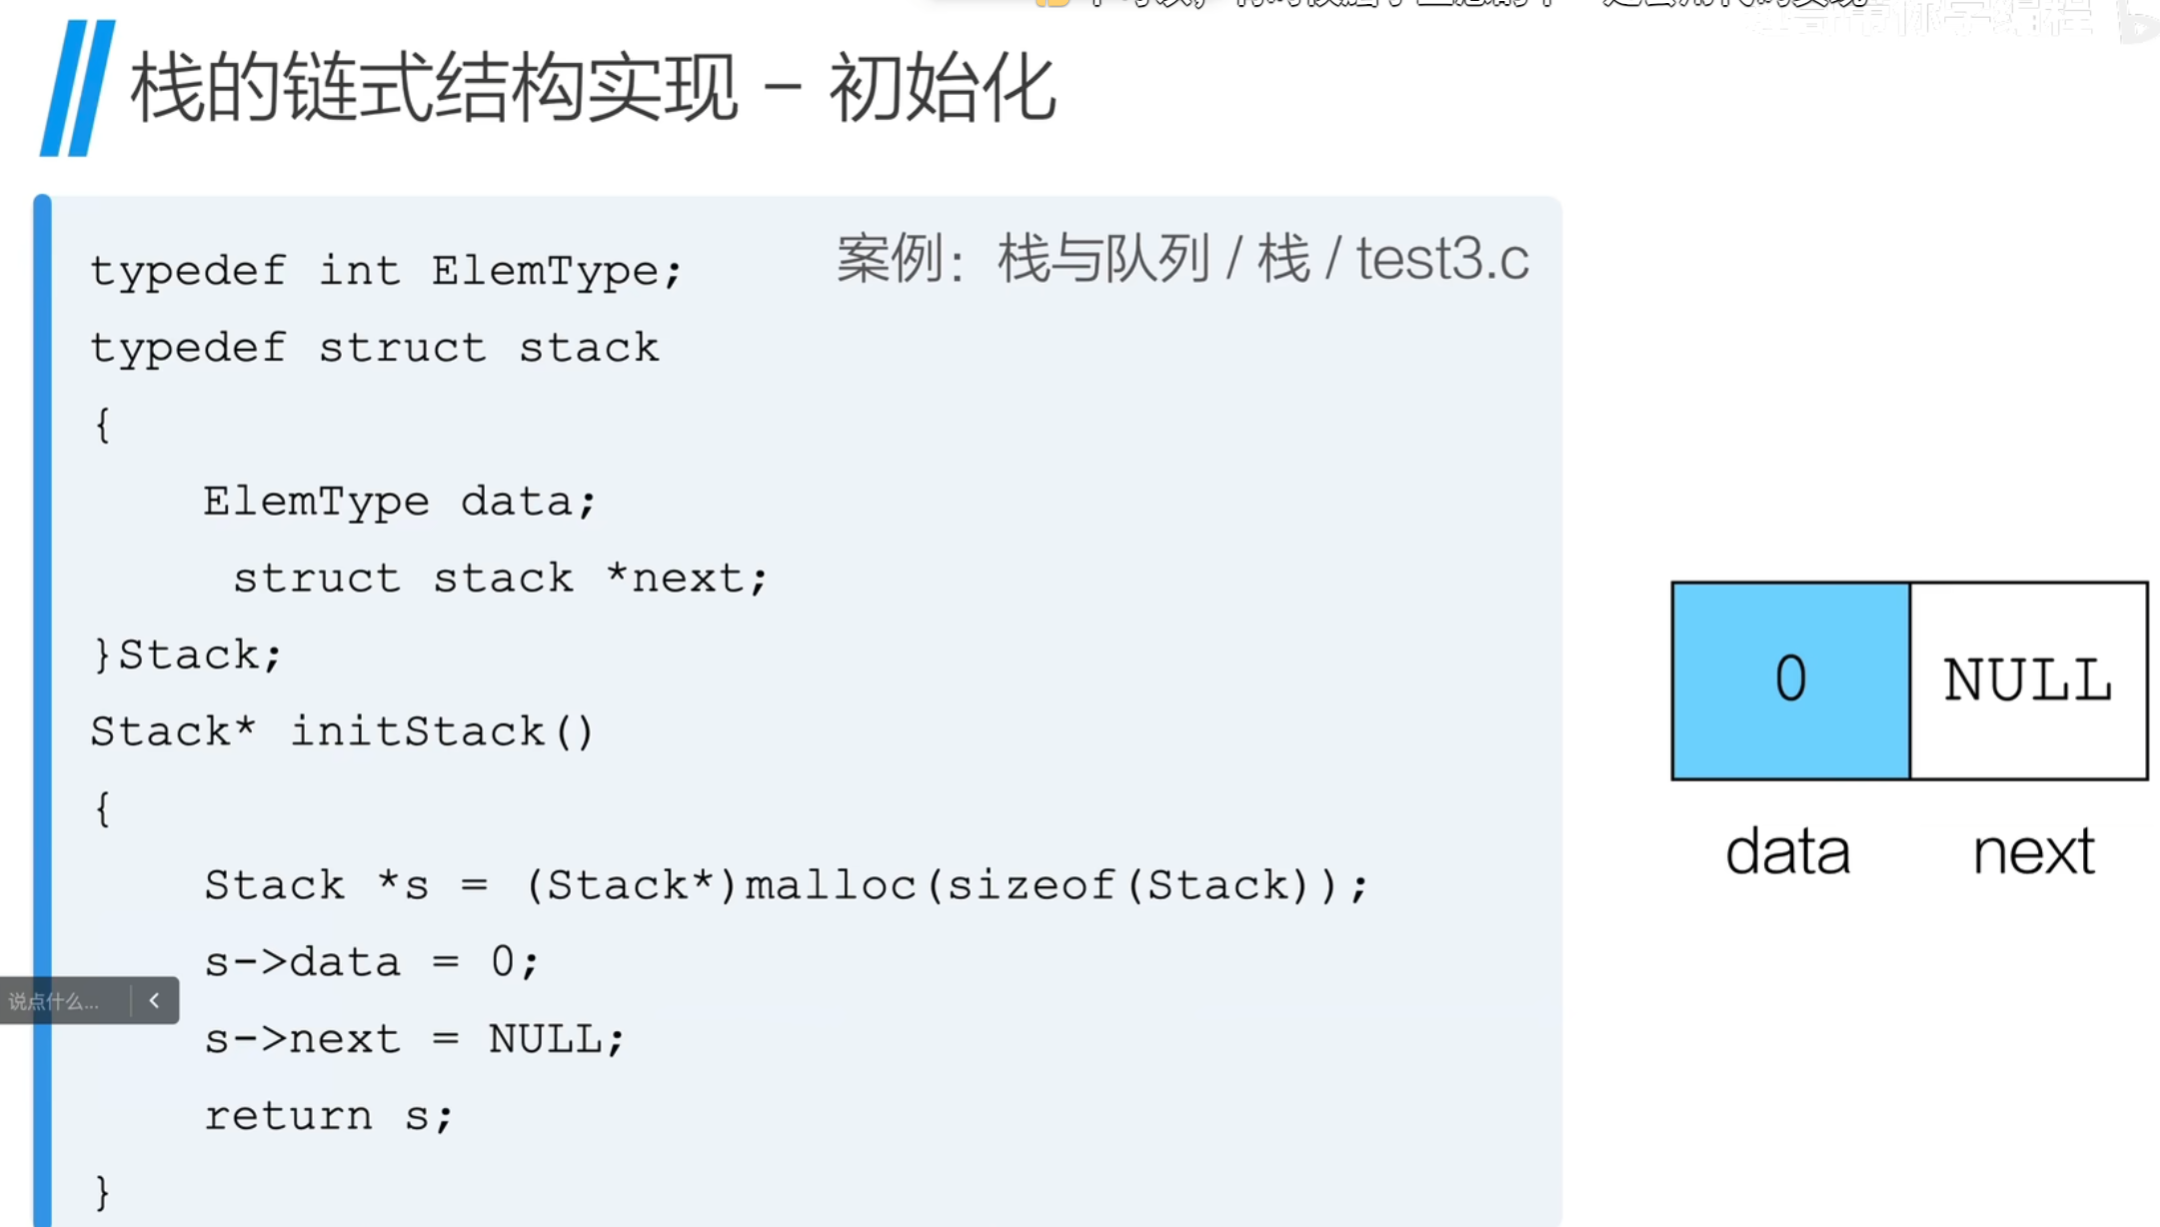 栈的链式结构实现 - 初始化
案例：栈与队列 / 栈 / test3.c
typedef int ElemType;
typedef struct stack
{
ElemType data;
struct stack *next;
}Stack;
Stack* initStack()
{
Stack *s = (Stack*)malloc(sizeof(Stack));
s->data = 0;
s->next = NULL;
return s;
}
0
NULL
data
next
说点什么...